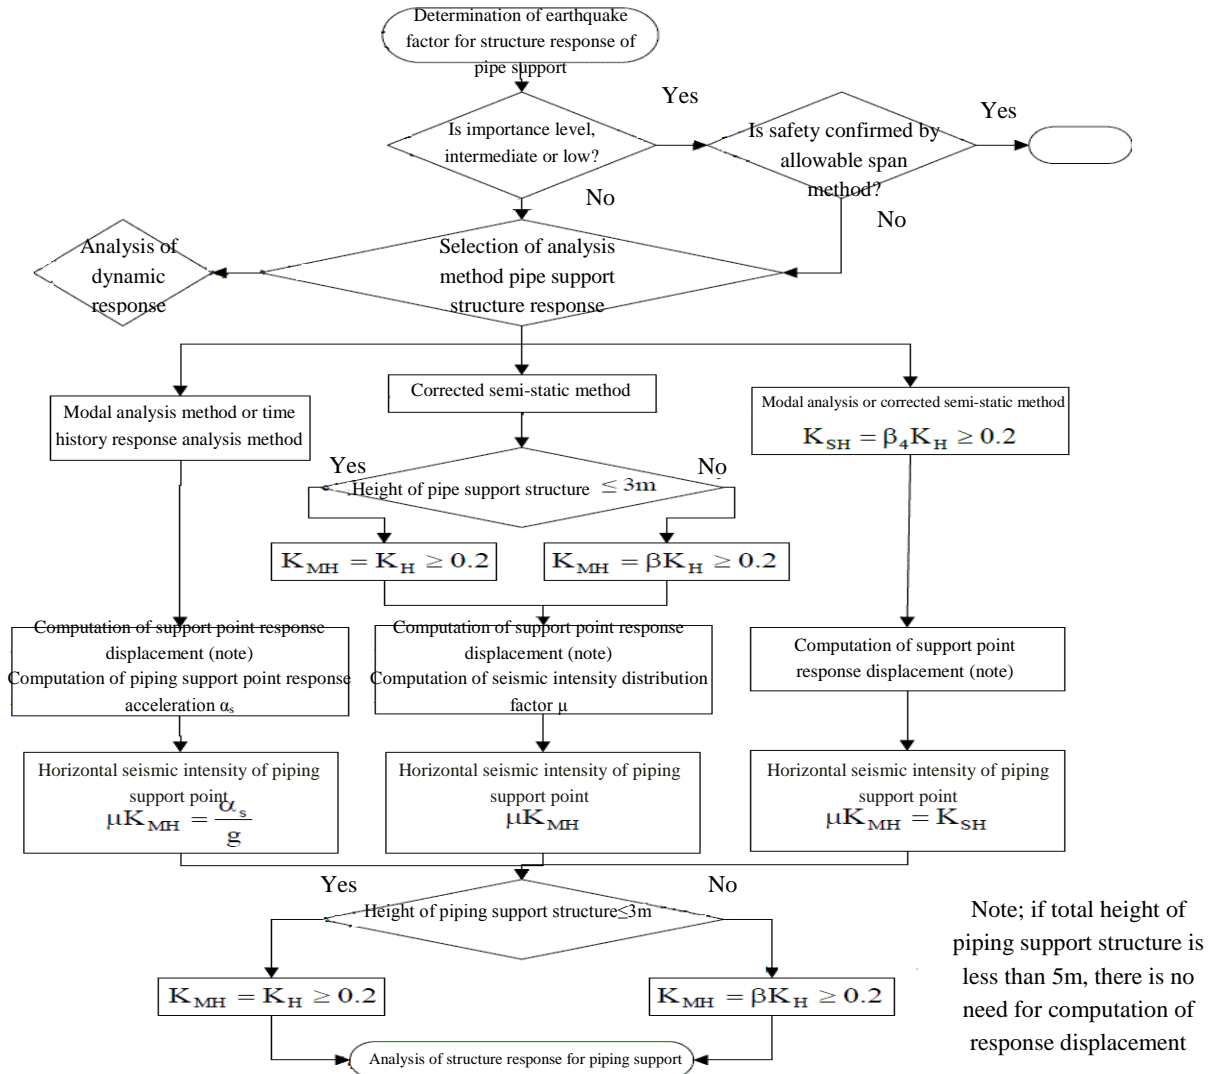 Determination of earthquake
factor for structure response of
pipe support
Yes
Is importance level,
intermediate or low?
Is safety confirmed by
allowable span
method?
Yes
No
No
Analysis of
dynamic
response
Selection of analysis
method pipe support
structure response
Modal analysis method or time
history response analysis method
Corrected semi-static method
Modal analysis or corrected semi-static method
K_SH = β₄K_H ≥ 0.2
Yes
No
Height of pipe support structure ≤ 3m
K_MH = K_H ≥ 0.2
K_MH = βK_H ≥ 0.2
Computation of support point response
displacement (note)
Computation of piping support point response
acceleration αₛ
Computation of support point response
displacement (note)
Computation of seismic intensity distribution
factor μ
Computation of support point
response displacement (note)
Horizontal seismic intensity of piping
support point
μK_MH = αₛ/g
Horizontal seismic intensity of piping
support point
μK_MH
Horizontal seismic intensity of piping
support point
μK_MH = K_SH
Yes
No
Height of piping support structure≤3m
K_MH = K_H ≥ 0.2
K_MH = βK_H ≥ 0.2
Analysis of structure response for piping support
Note; if total height of
piping support structure is
less than 5m, there is no
need for computation of
response displacement